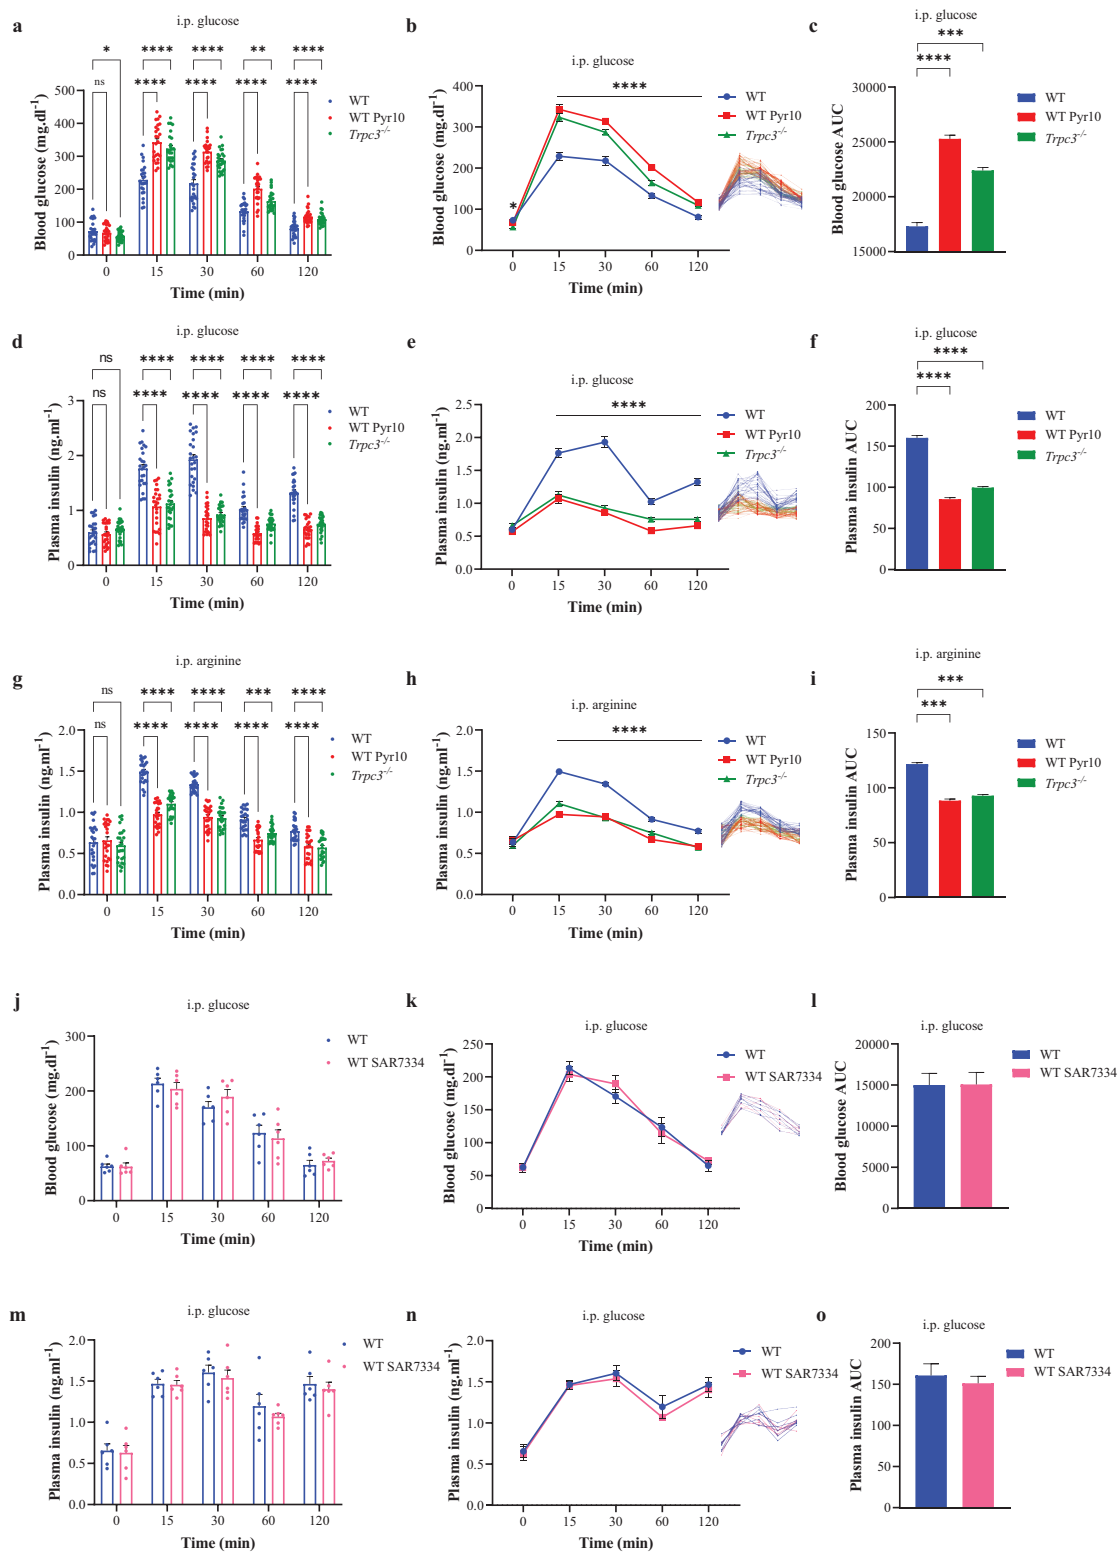 a
i.p. glucose
* **** **** ** ****
ns **** **** **** ****
Blood glucose (mg.dl⁻¹)
500
400
300
200
100
0
0 15 30 60 120
Time (min)
WT
WT Pyr10
Trpc3⁻/⁻
b
i.p. glucose
****
*
Blood glucose (mg.dl⁻¹)
400
300
200
100
0
0 15 30 60 120
Time (min)
WT
WT Pyr10
Trpc3⁻/⁻
c
i.p. glucose
***
****
Blood glucose AUC
30000
25000
20000
15000
WT
WT Pyr10
Trpc3⁻/⁻
d
i.p. glucose
ns **** **** **** ****
ns **** **** **** ****
Plasma insulin (ng.ml⁻¹)
3
2
1
0
0 15 30 60 120
Time (min)
WT
WT Pyr10
Trpc3⁻/⁻
e
i.p. glucose
****
Plasma insulin (ng.ml⁻¹)
2.5
2.0
1.5
1.0
0.5
0.0
0 15 30 60 120
Time (min)
WT
WT Pyr10
Trpc3⁻/⁻
f
i.p. glucose
****
****
Plasma insulin AUC
200
150
100
50
0
WT
WT Pyr10
Trpc3⁻/⁻
g
i.p. arginine
ns **** **** *** ****
ns **** **** **** ****
Plasma insulin (ng.ml⁻¹)
2.0
1.5
1.0
0.5
0.0
0 15 30 60 120
Time (min)
WT
WT Pyr10
Trpc3⁻/⁻
h
i.p. arginine
****
Plasma insulin (ng.ml⁻¹)
2.0
1.5
1.0
0.5
0.0
0 15 30 60 120
Time (min)
WT
WT Pyr10
Trpc3⁻/⁻
i
i.p. arginine
***
***
Plasma insulin AUC
150
100
50
0
WT
WT Pyr10
Trpc3⁻/⁻
j
i.p. glucose
Blood glucose (mg.dl⁻¹)
300
200
100
0
0 15 30 60 120
Time (min)
WT
WT SAR7334
k
i.p. glucose
Blood glucose (mg.dl⁻¹)
250
200
150
100
50
0
0 15 30 60 120
Time (min)
WT
WT SAR7334
l
i.p. glucose
Blood glucose AUC
20000
15000
10000
5000
0
WT
WT SAR7334
m
i.p. glucose
Plasma insulin (ng.ml⁻¹)
2.0
1.5
1.0
0.5
0.0
0 15 30 60 120
Time (min)
WT
WT SAR7334
n
i.p. glucose
Plasma insulin (ng.ml⁻¹)
2.0
1.5
1.0
0.5
0.0
0 15 30 60 120
Time (min)
WT
WT SAR7334
o
i.p. glucose
Plasma insulin AUC
200
150
100
50
0
WT
WT SAR7334